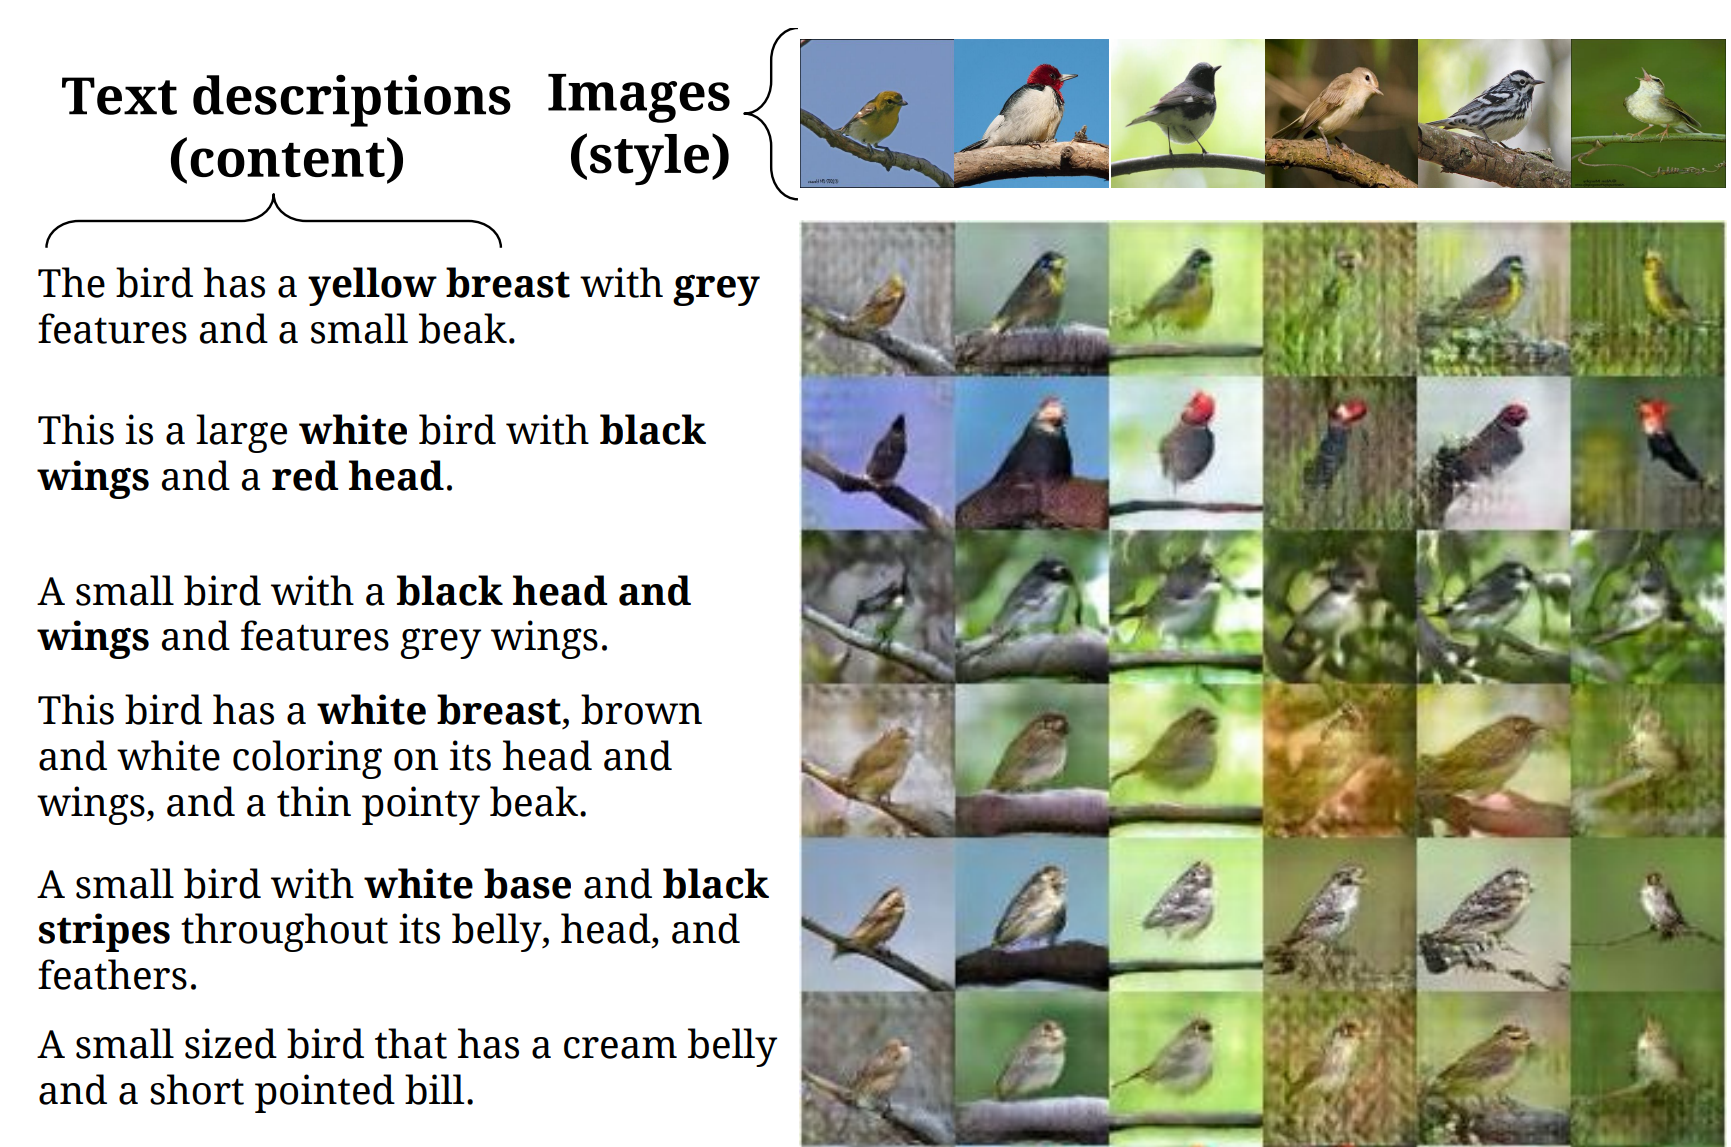 Text descriptions
(content)
Images
(style)
The bird has a yellow breast with grey
features and a small beak.
This is a large white bird with black
wings and a red head.
A small bird with a black head and
wings and features grey wings.
This bird has a white breast, brown
and white coloring on its head and
wings, and a thin pointy beak.
A small bird with white base and black
stripes throughout its belly, head, and
feathers.
A small sized bird that has a cream belly
and a short pointed bill.